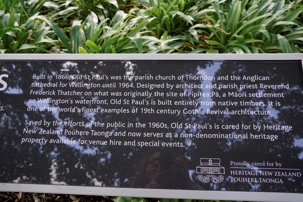 s
Built in 1866, Old St Paul's was the parish church of Thorndon and the Anglican
cathedral for Wellington until 1964. Designed by architect and parish priest Reverend
Frederick Thatcher on what was originally the site of Pipitea Pā, a Māori settlement
on Wellington's waterfront, Old St Paul's is built entirely from native timbers. It is
one of the world's finest examples of 19th century Gothic Revival architecture.
Saved by the efforts of the public in the 1960s, Old St Paul's is cared for by Heritage
New Zealand Pouhere Taonga and now serves as a non-denominational heritage
property available for venue hire and special events.
Proudly cared for by
HERITAGE NEW ZEALAND
POUHERE TAONGA